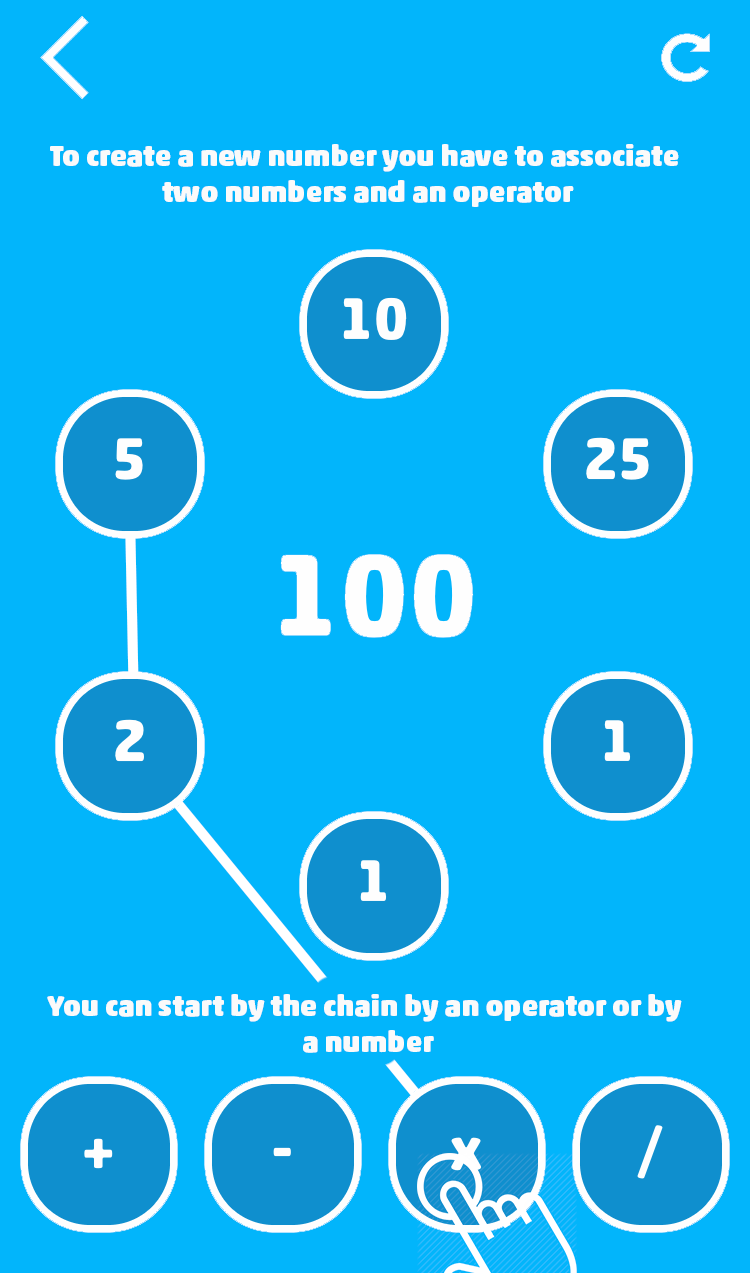 To create a new number you have to associate
two numbers and an operator
10
5
25
100
2
1
1
You can start by the chain by an operator or by
a number
+ - x /